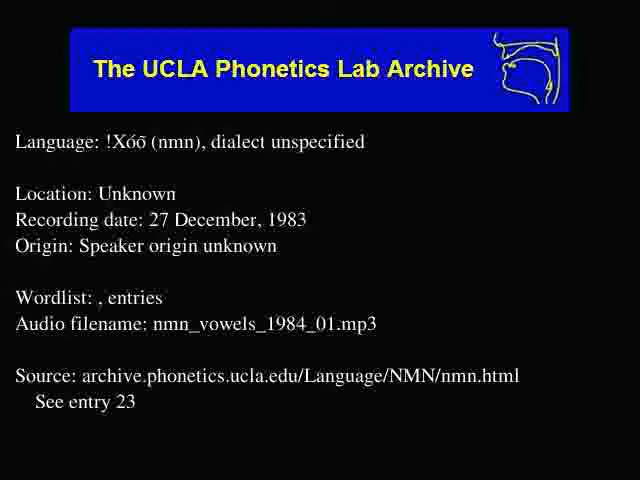 The UCLA Phonetics Lab Archive
Language: !Xóõ (nmn), dialect unspecified
Location: Unknown
Recording date: 27 December, 1983
Origin: Speaker origin unknown
Wordlist: , entries
Audio filename: nmn_vowels_1984_01.mp3
Source: archive.phonetics.ucla.edu/Language/NMN/nmn.html
See entry 23